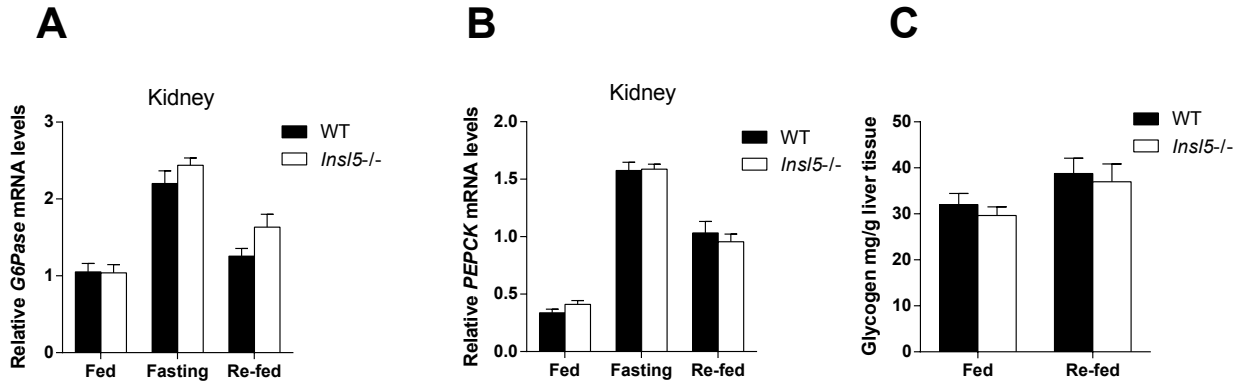 A
Kidney
Relative G6Pase mRNA levels
3
2
1
0
Fed Fasting Re-fed
WT
Insl5-/-
B
Kidney
Relative PEPCK mRNA levels
2.0
1.5
1.0
0.5
0.0
Fed Fasting Re-fed
WT
Insl5-/-
C
Glycogen mg/g liver tissue
50
40
30
20
10
0
Fed Re-fed
WT
Insl5-/-